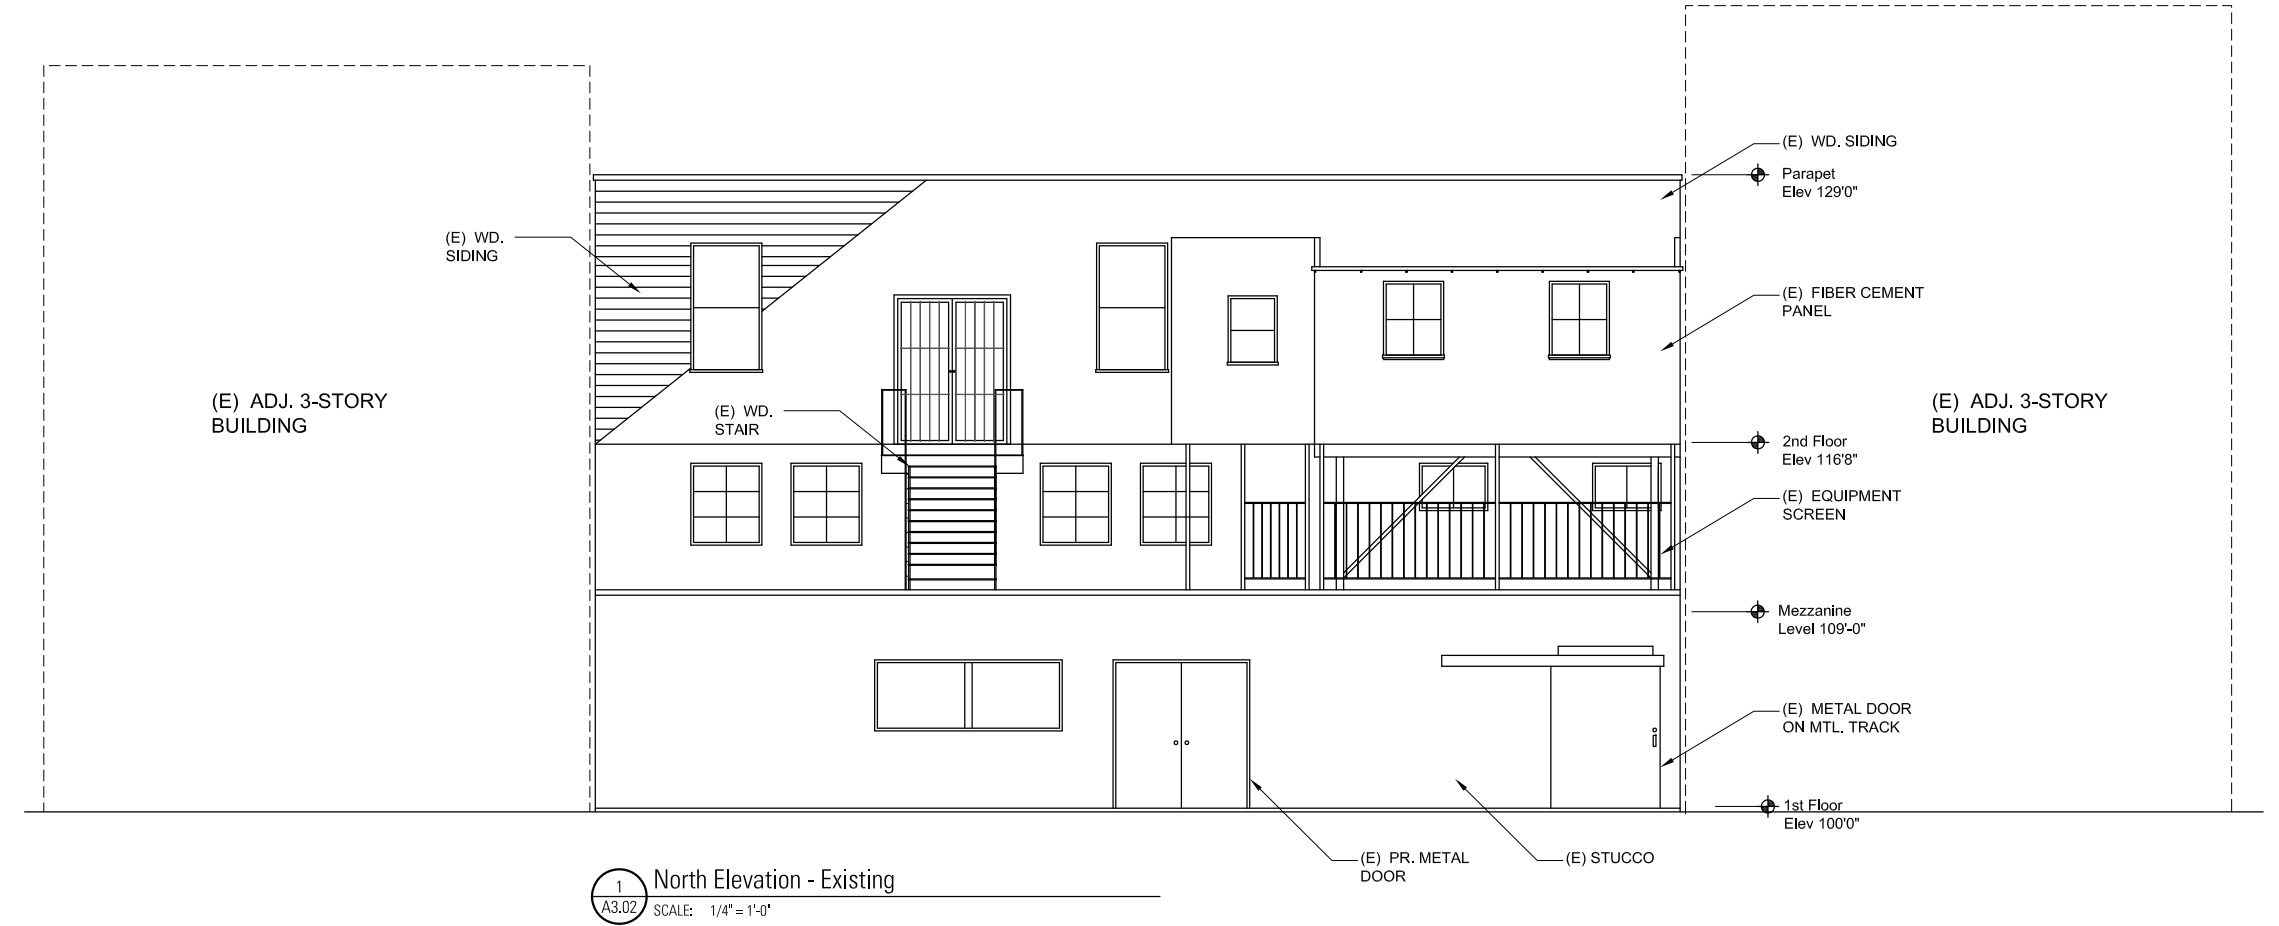 (E) WD. SIDING
Parapet
Elev 129'0"
(E) WD.
SIDING
(E) FIBER CEMENT
PANEL
(E) ADJ. 3-STORY
BUILDING
(E) WD.
STAIR
(E) ADJ. 3-STORY
BUILDING
2nd Floor
Elev 116'8"
(E) EQUIPMENT
SCREEN
Mezzanine
Level 109'-0"
(E) METAL DOOR
ON MTL. TRACK
1st Floor
Elev 100'0"
(E) PR. METAL
DOOR
(E) STUCCO
1
A3.02
North Elevation - Existing
SCALE: 1/4" = 1'-0"